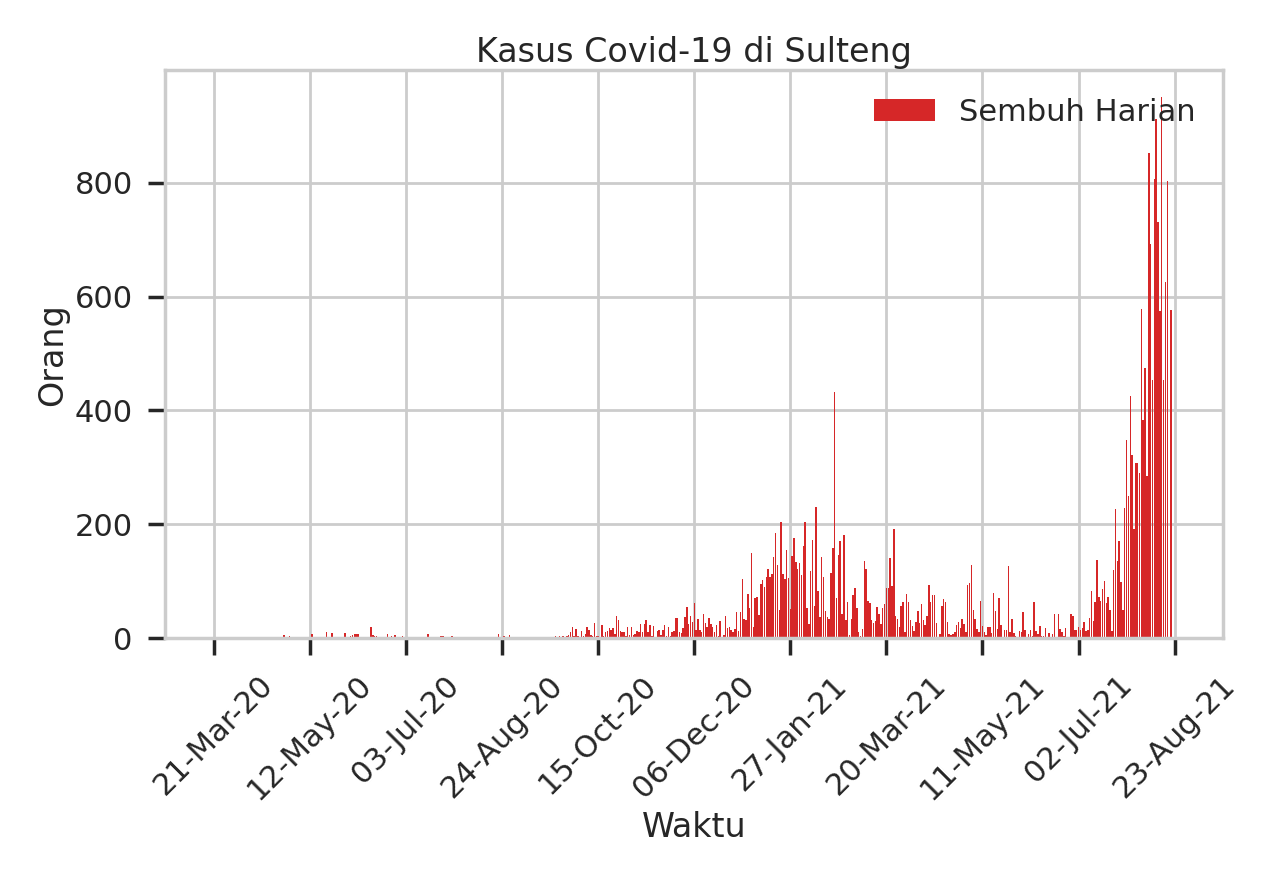 Kasus Covid-19 di Sulteng
Sembuh Harian
Orang
800
600
400
200
0
21-Mar-20
12-May-20
03-Jul-20
24-Aug-20
15-Oct-20
06-Dec-20
27-Jan-21
20-Mar-21
11-May-21
02-Jul-21
23-Aug-21
Waktu